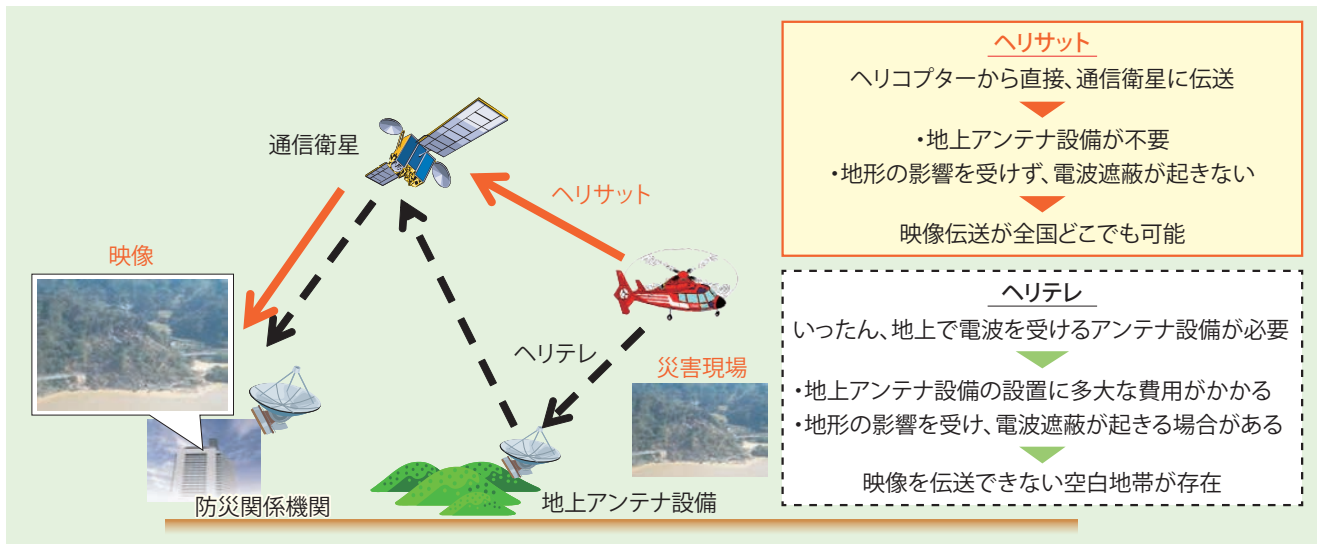 通信衛星
ヘリサット
映像
ヘリテレ
災害現場
防災関係機関
地上アンテナ設備
ヘリサット
ヘリコプターから直接、通信衛星に伝送
・地上アンテナ設備が不要
・地形の影響を受けず、電波遮蔽が起きない
映像伝送が全国どこでも可能
ヘリテレ
いったん、地上で電波を受けるアンテナ設備が必要
・地上アンテナ設備の設置に多大な費用がかかる
・地形の影響を受け、電波遮蔽が起きる場合がある
映像を伝送できない空白地帯が存在